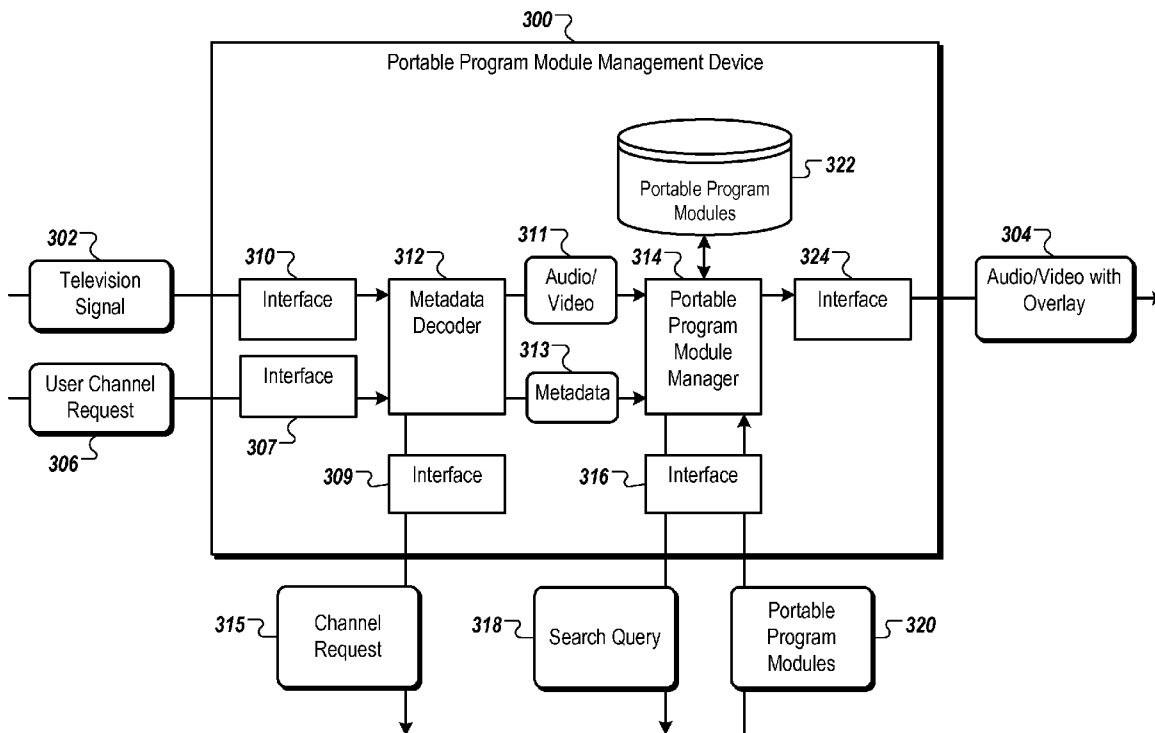 300
Portable Program Module Management Device
322
Portable Program
Modules
302
Television
Signal
310
Interface
312
Metadata
Decoder
311
Audio/
Video
314
Portable
Program
Module
Manager
324
Interface
304
Audio/Video with
Overlay
306
User Channel
Request
307
Interface
313
Metadata
309
Interface
316
Interface
315
Channel
Request
318
Search Query
320
Portable
Program
Modules